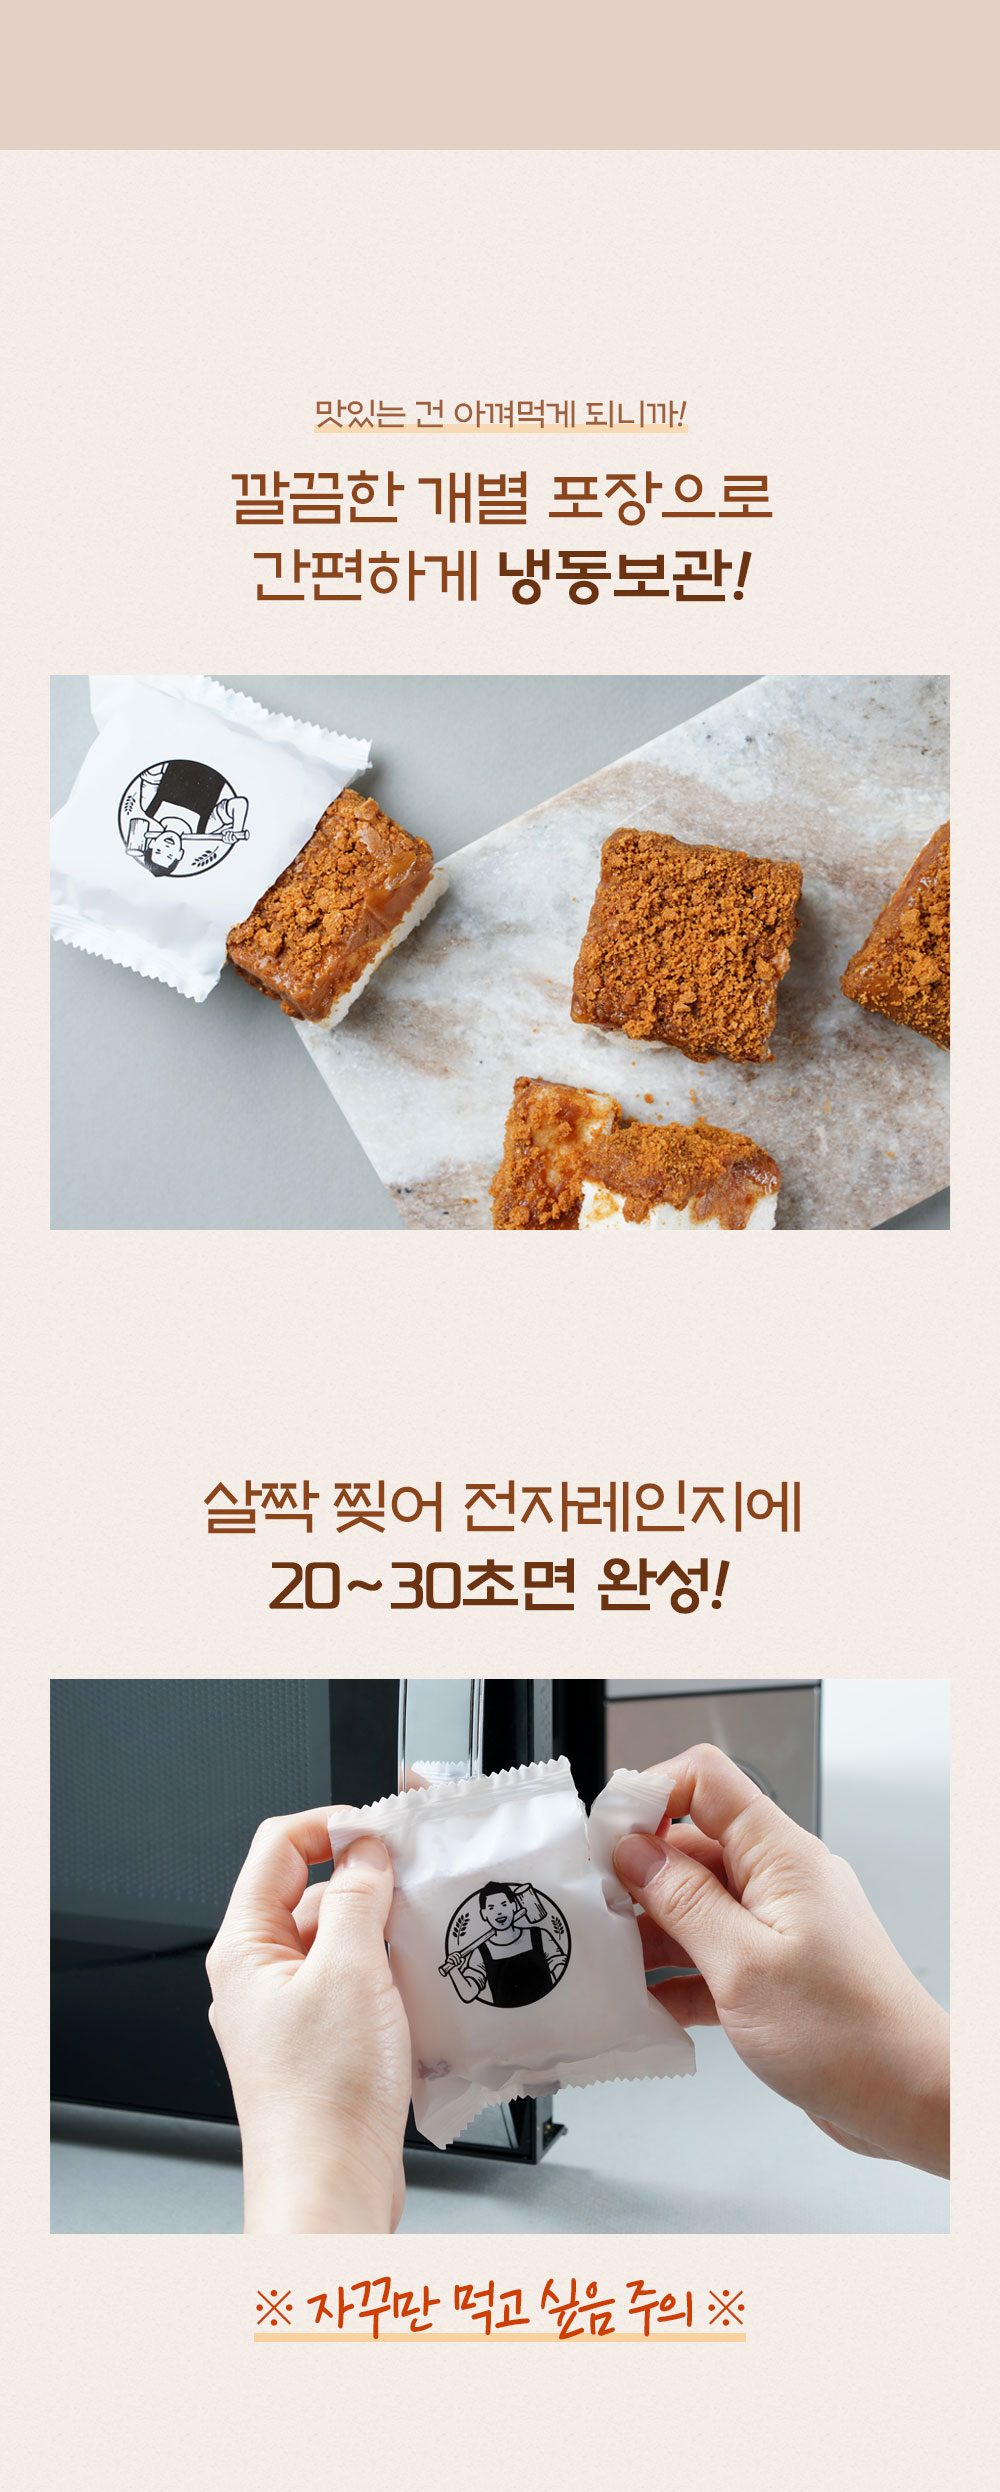 맛있는 건 아껴먹게 되니까!
깔끔한 개별 포장으로
간편하게 냉동보관!
살짝 찢어 전자레인지에
20~30초면 완성!
※ 자꾸만 먹고 싶음 주의 ※